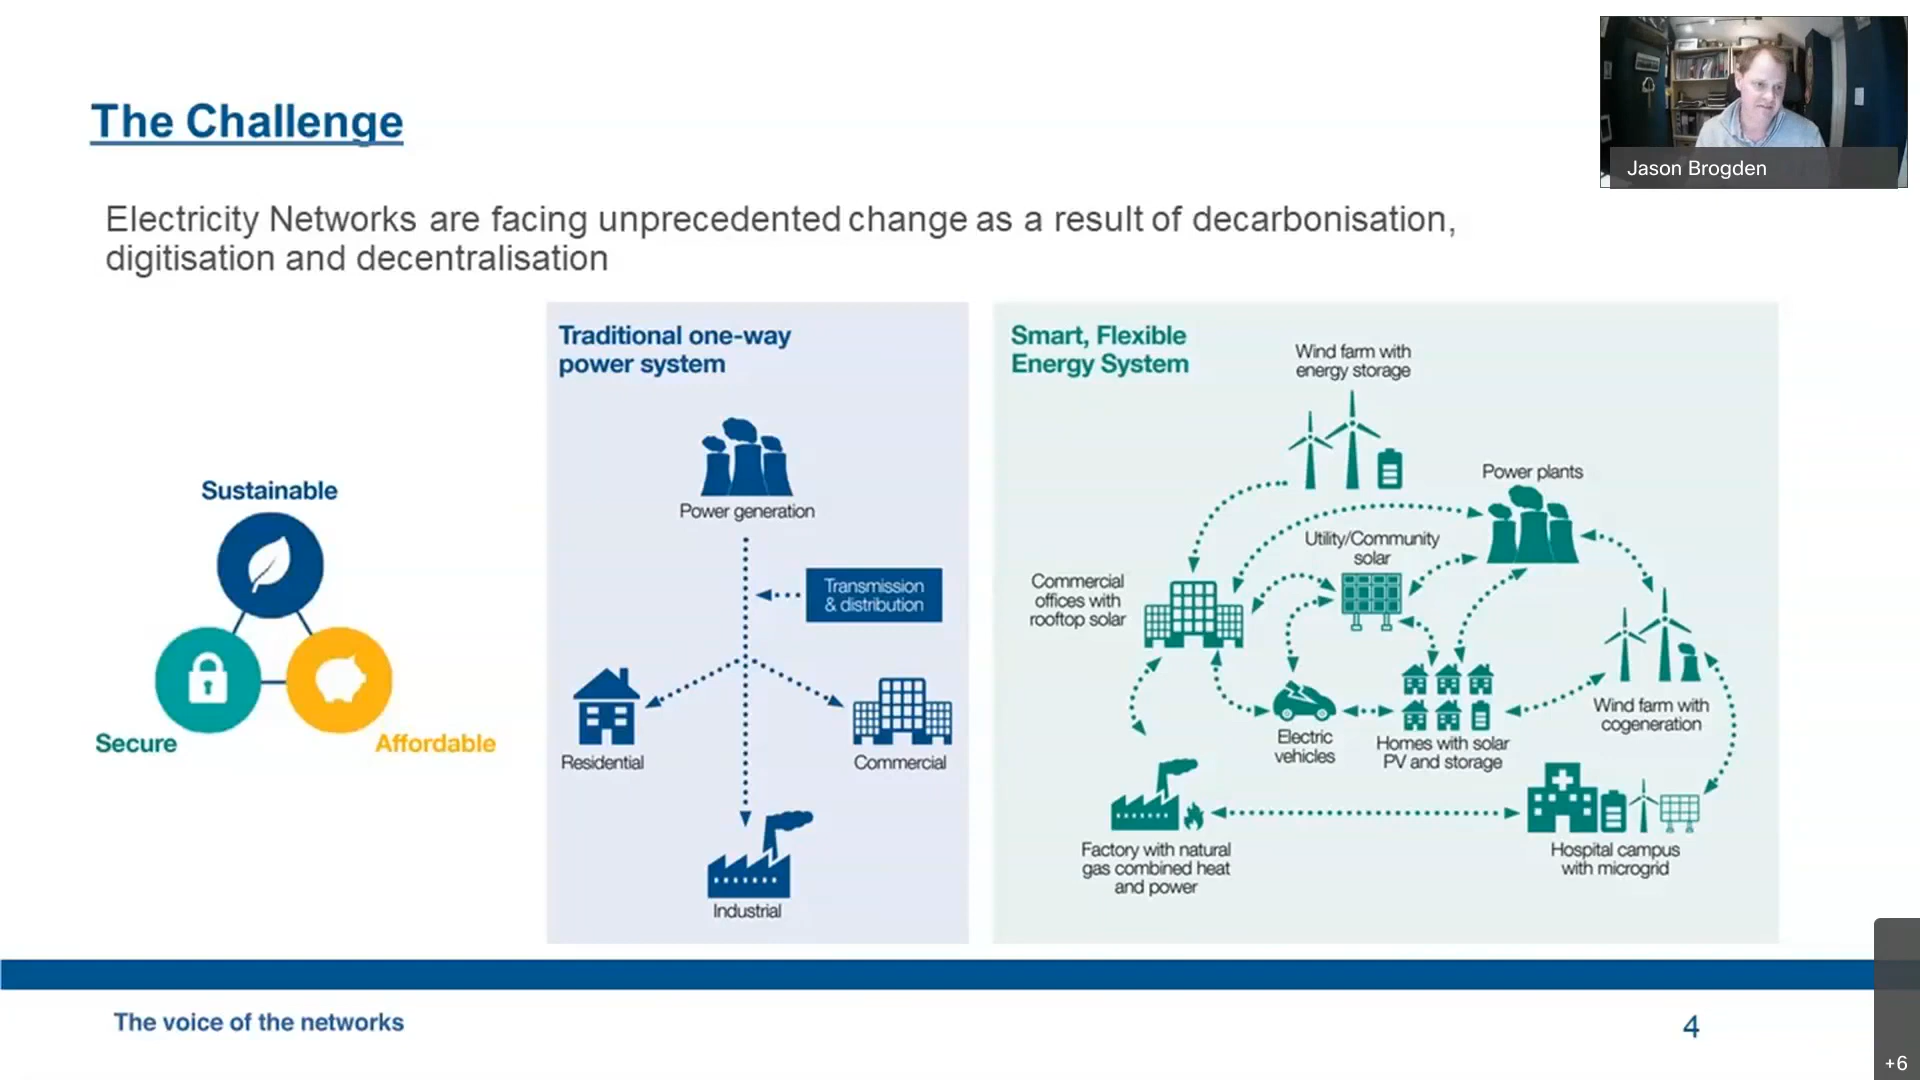 The Challenge
Jason Brogden
Electricity Networks are facing unprecedented change as a result of decarbonisation,
digitisation and decentralisation
Sustainable
Secure
Affordable
Traditional one-way
power system
Power generation
Transmission
& distribution
Residential
Commercial
Industrial
Smart, Flexible
Energy System
Wind farm with
energy storage
Power plants
Utility/Community
solar
Commercial
offices with
rooftop solar
Electric
vehicles
Homes with solar
PV and storage
Wind farm with
cogeneration
Factory with natural
gas combined heat
and power
Hospital campus
with microgrid
The voice of the networks
4
+6